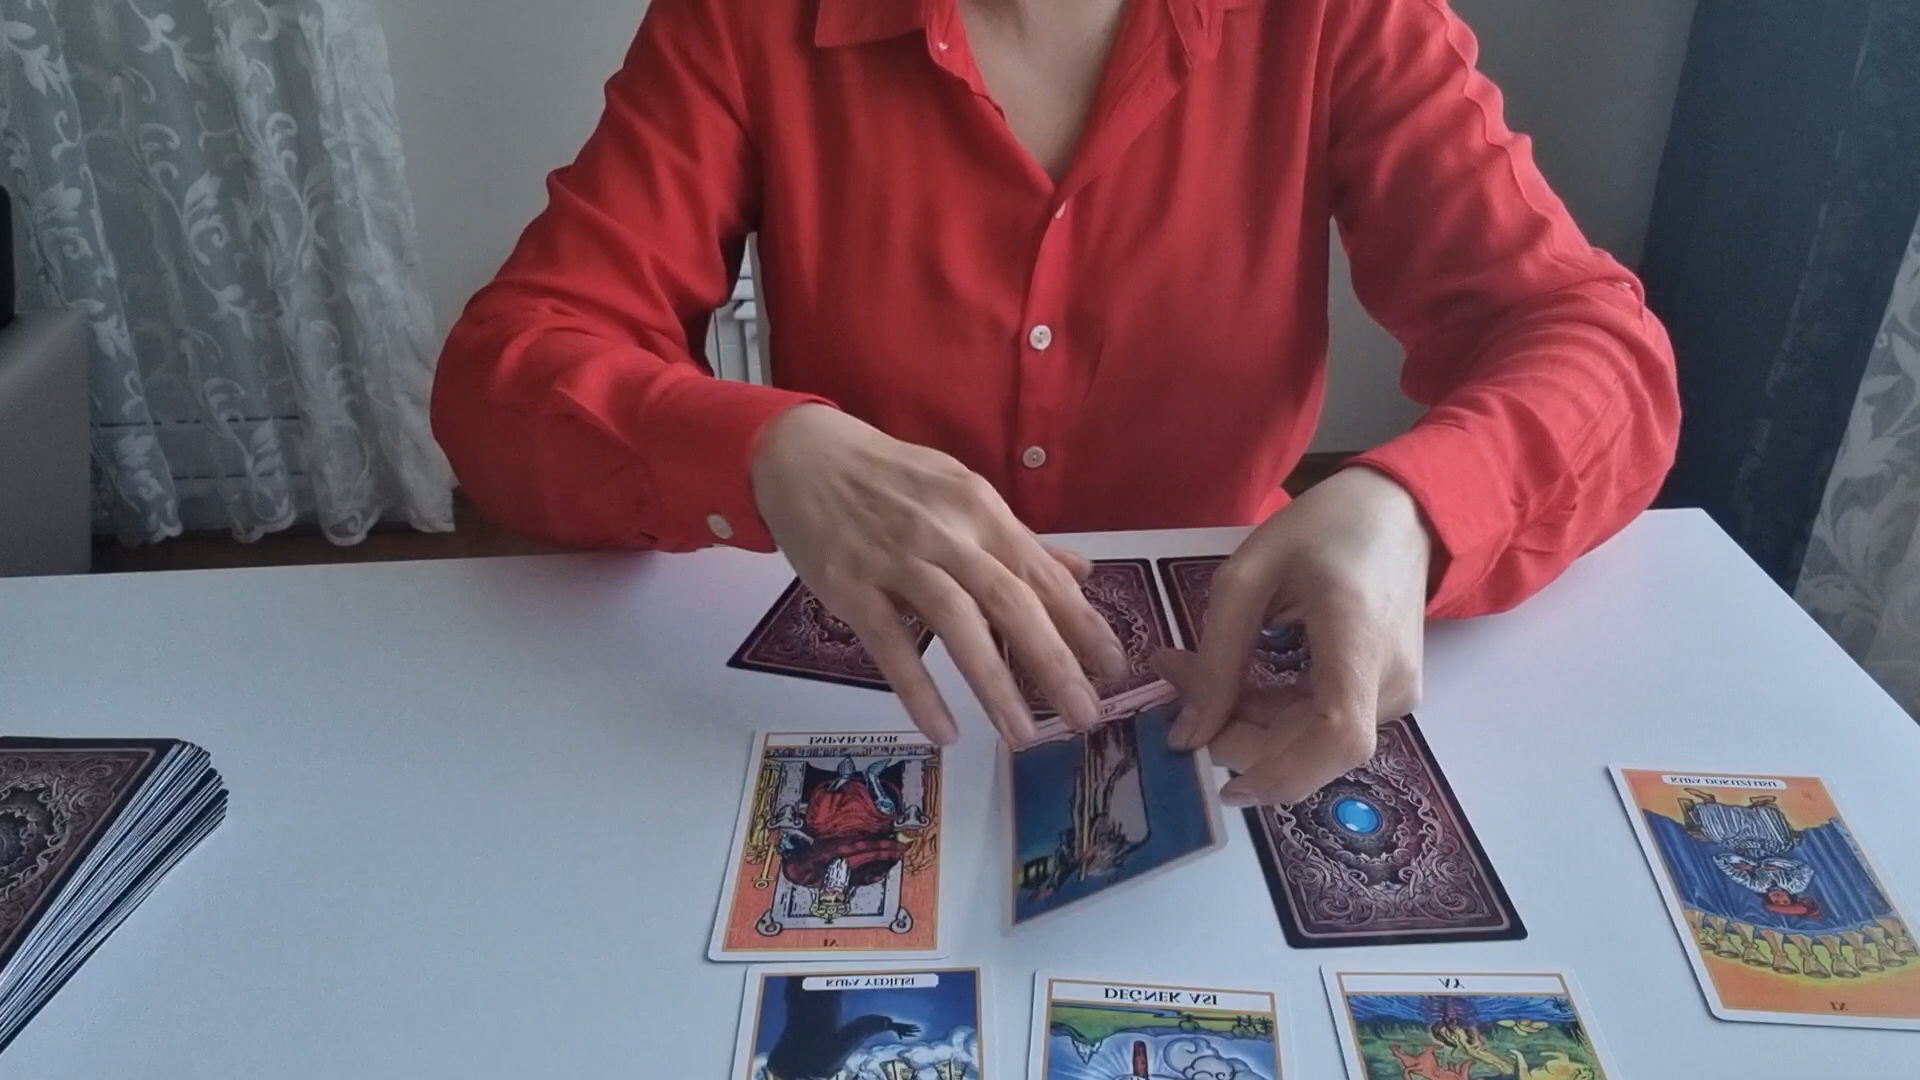 İMPARATOR
IV
KUPA DOKUZLUSU
IX
KUPA YEDİLİSİ
DEĞNEK ASI
AY